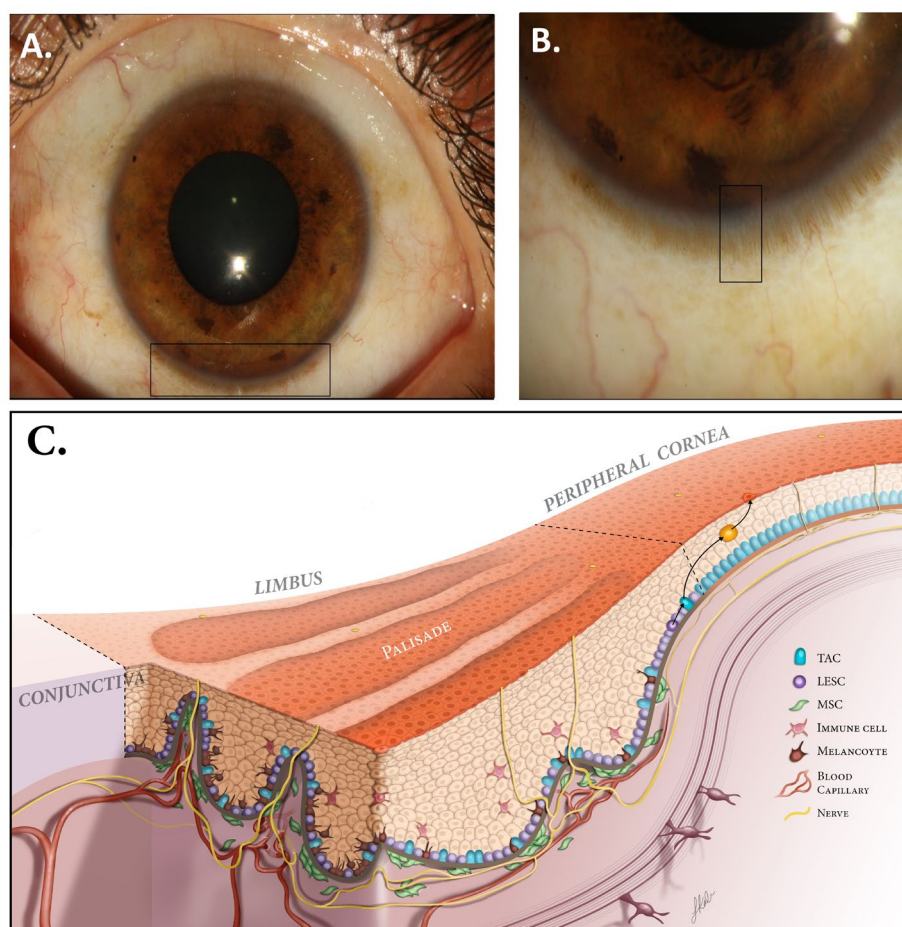 A.
B.
C.
PERIPHERAL CORNEA
LIMBUS
PALISADE
CONJUNCTIVA
TAC
LESC
MSC
IMMUNE CELL
MELANCOYTE
BLOOD
CAPILLARY
NERVE